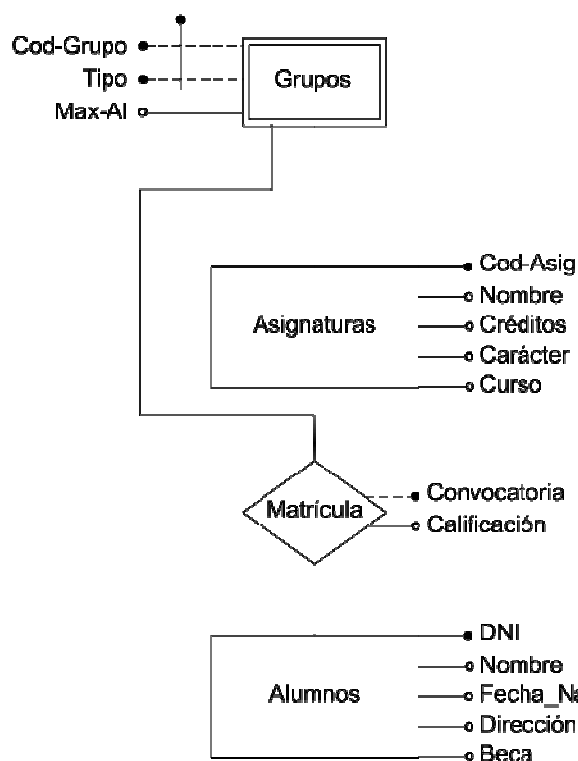 Cod-Grupo
Tipo
Max-Al
Grupos
Asignaturas
Cod-Asig
Nombre
Créditos
Carácter
Curso
Matrícula
Convocatoria
Calificación
Alumnos
DNI
Nombre
Fecha_Na
Dirección
Beca